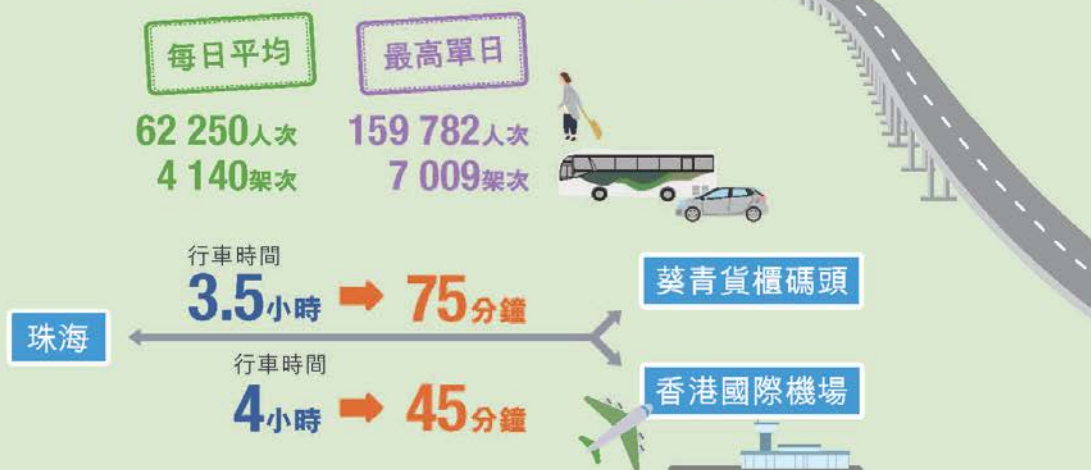 每日平均
最高單日
62 250人次
159 782人次
4 140架次
7 009架次
行車時間
3.5小時
75分鐘
葵青貨櫃碼頭
珠海
行車時間
4小時
45分鐘
香港國際機場